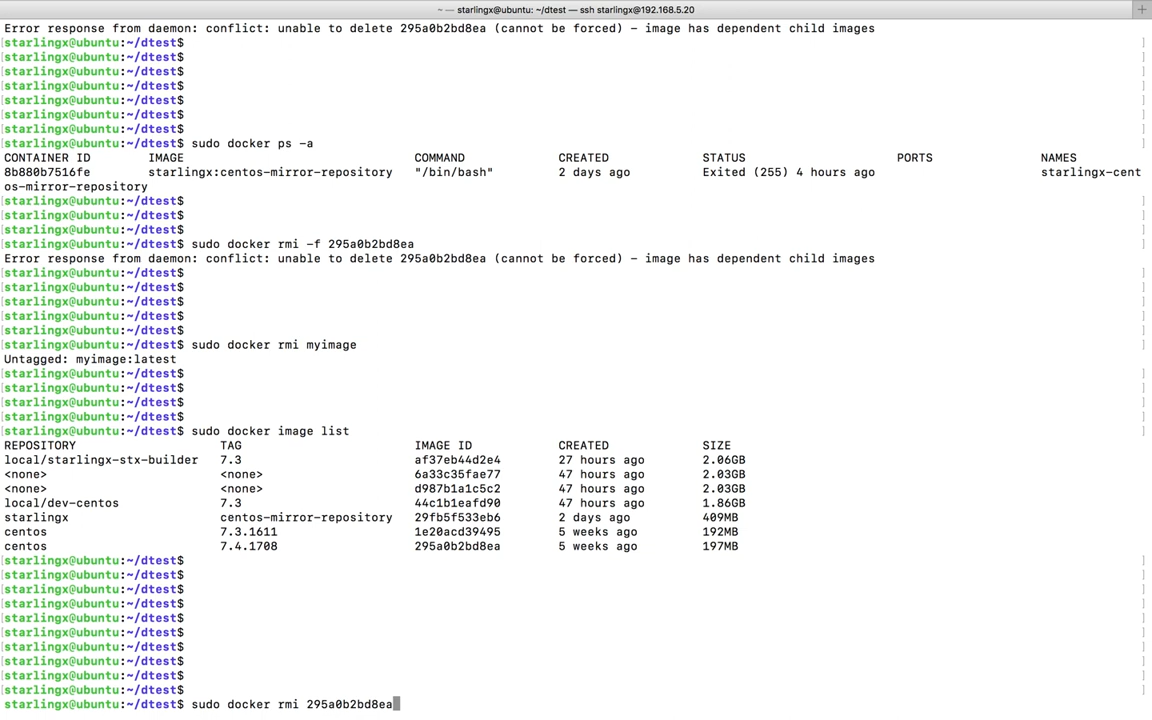 ~ — starlingx@ubuntu: ~/dtest — ssh starlingx@192.168.5.20
Error response from daemon: conflict: unable to delete 295a0b2bd8ea (cannot be forced) – image has dependent child images
[starlingx@ubuntu:~/dtest$ ]
[starlingx@ubuntu:~/dtest$ ]
[starlingx@ubuntu:~/dtest$ ]
[starlingx@ubuntu:~/dtest$ ]
[starlingx@ubuntu:~/dtest$ ]
[starlingx@ubuntu:~/dtest$ ]
[starlingx@ubuntu:~/dtest$ ]
[starlingx@ubuntu:~/dtest$ sudo docker ps –a ]
CONTAINER ID IMAGE COMMAND CREATED STATUS PORTS NAMES
8b880b7516fe starlingx:centos-mirror-repository "/bin/bash" 2 days ago Exited (255) 4 hours ago starlingx-cent
os-mirror-repository
[starlingx@ubuntu:~/dtest$ ]
[starlingx@ubuntu:~/dtest$ ]
[starlingx@ubuntu:~/dtest$ ]
[starlingx@ubuntu:~/dtest$ sudo docker rmi –f 295a0b2bd8ea ]
Error response from daemon: conflict: unable to delete 295a0b2bd8ea (cannot be forced) – image has dependent child images
[starlingx@ubuntu:~/dtest$ ]
[starlingx@ubuntu:~/dtest$ ]
[starlingx@ubuntu:~/dtest$ ]
[starlingx@ubuntu:~/dtest$ ]
[starlingx@ubuntu:~/dtest$ ]
[starlingx@ubuntu:~/dtest$ sudo docker rmi myimage ]
Untagged: myimage:latest
[starlingx@ubuntu:~/dtest$ ]
[starlingx@ubuntu:~/dtest$ ]
[starlingx@ubuntu:~/dtest$ ]
[starlingx@ubuntu:~/dtest$ ]
[starlingx@ubuntu:~/dtest$ sudo docker image list ]
REPOSITORY TAG IMAGE ID CREATED SIZE
local/starlingx-stx-builder 7.3 af37eb44d2e4 27 hours ago 2.06GB
<none> <none> 6a33c35fae77 47 hours ago 2.03GB
<none> <none> d987b1a1c5c2 47 hours ago 2.03GB
local/dev-centos 7.3 44c1b1eafd90 47 hours ago 1.86GB
starlingx centos-mirror-repository 29fb5f533eb6 2 days ago 409MB
centos 7.3.1611 1e20acd39495 5 weeks ago 192MB
centos 7.4.1708 295a0b2bd8ea 5 weeks ago 197MB
[starlingx@ubuntu:~/dtest$ ]
[starlingx@ubuntu:~/dtest$ ]
[starlingx@ubuntu:~/dtest$ ]
[starlingx@ubuntu:~/dtest$ ]
[starlingx@ubuntu:~/dtest$ ]
[starlingx@ubuntu:~/dtest$ ]
[starlingx@ubuntu:~/dtest$ ]
[starlingx@ubuntu:~/dtest$ ]
[starlingx@ubuntu:~/dtest$ ]
[starlingx@ubuntu:~/dtest$ ]
starlingx@ubuntu:~/dtest$ sudo docker rmi 295a0b2bd8ea